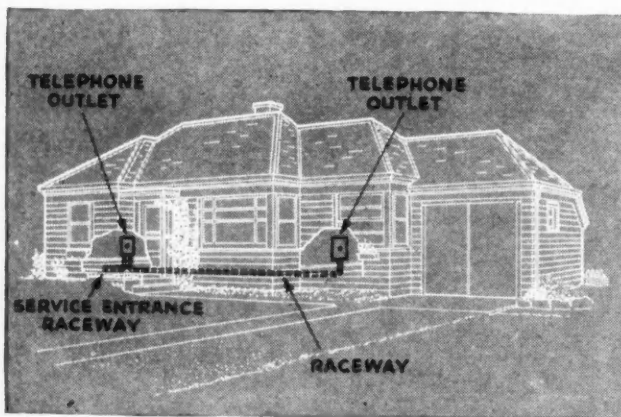 TELEPHONE
OUTLET
TELEPHONE
OUTLET
SERVICE ENTRANCE
RACEWAY
RACEWAY